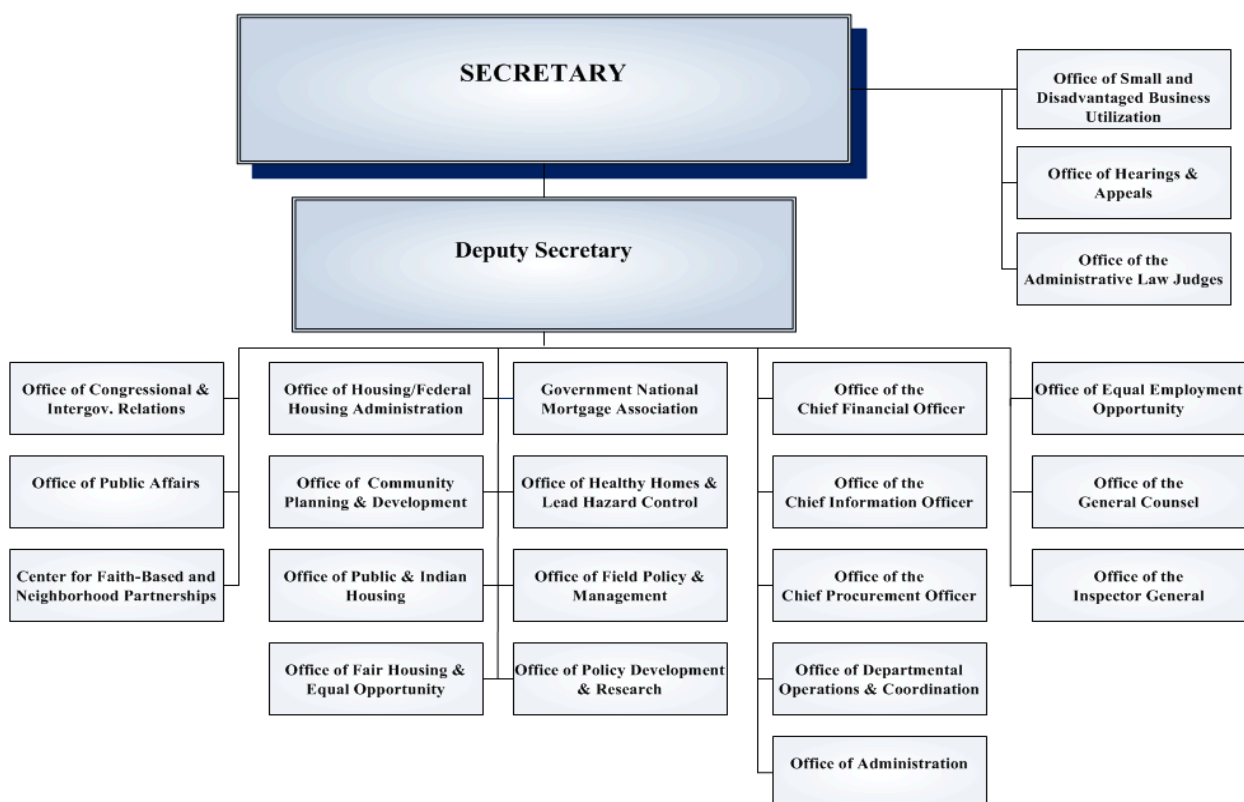 SECRETARY
Office of Small and
Disadvantaged Business
Utilization
Office of Hearings &
Appeals
Office of the
Administrative Law Judges
Deputy Secretary
Office of Congressional &
Intergov. Relations
Office of Public Affairs
Center for Faith-Based and
Neighborhood Partnerships
Office of Housing/Federal
Housing Administration
Office of Community
Planning & Development
Office of Public & Indian
Housing
Office of Fair Housing &
Equal Opportunity
Government National
Mortgage Association
Office of Healthy Homes &
Lead Hazard Control
Office of Field Policy &
Management
Office of Policy Development
& Research
Office of the
Chief Financial Officer
Office of the
Chief Information Officer
Office of the
Chief Procurement Officer
Office of Departmental
Operations & Coordination
Office of Administration
Office of Equal Employment
Opportunity
Office of the
General Counsel
Office of the
Inspector General